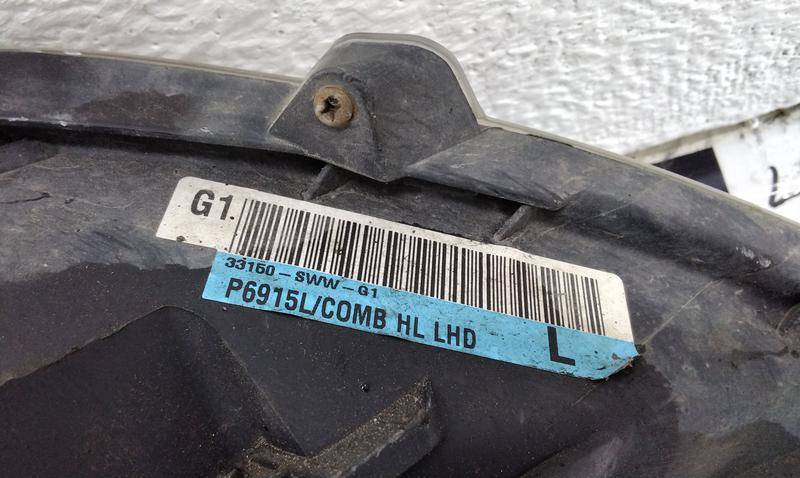 G1
33150-SWW-G1
P6915L/COMB HL LHD
L